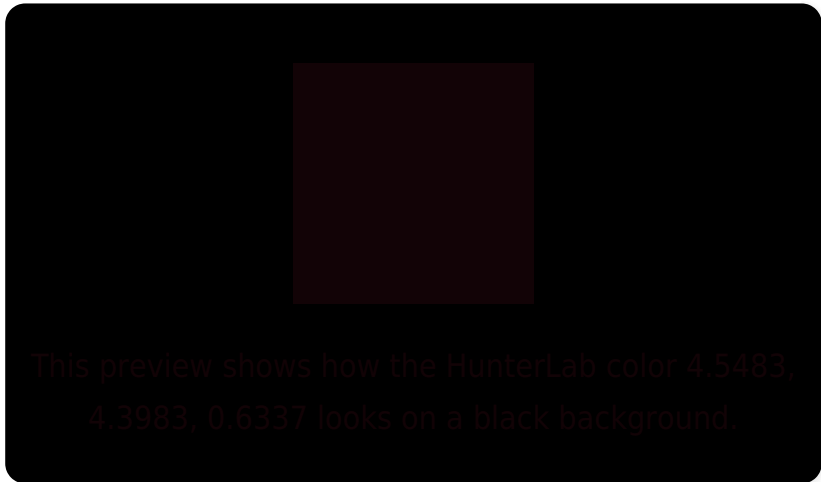 This preview shows how the HunterLab color 4.5483,
4.3983, 0.6337 looks on a black background.